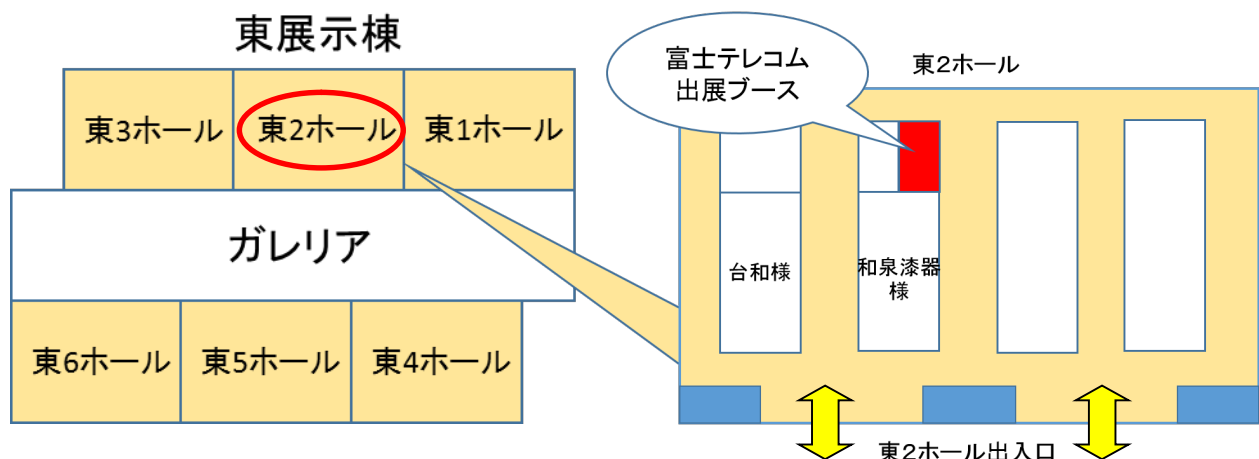 東展示棟
東3ホール
東2ホール
東1ホール
ガレリア
東6ホール
東5ホール
東4ホール
富士テレコム
出展ブース
東２ホール
台和様
和泉漆器
様
東２ホール出入口